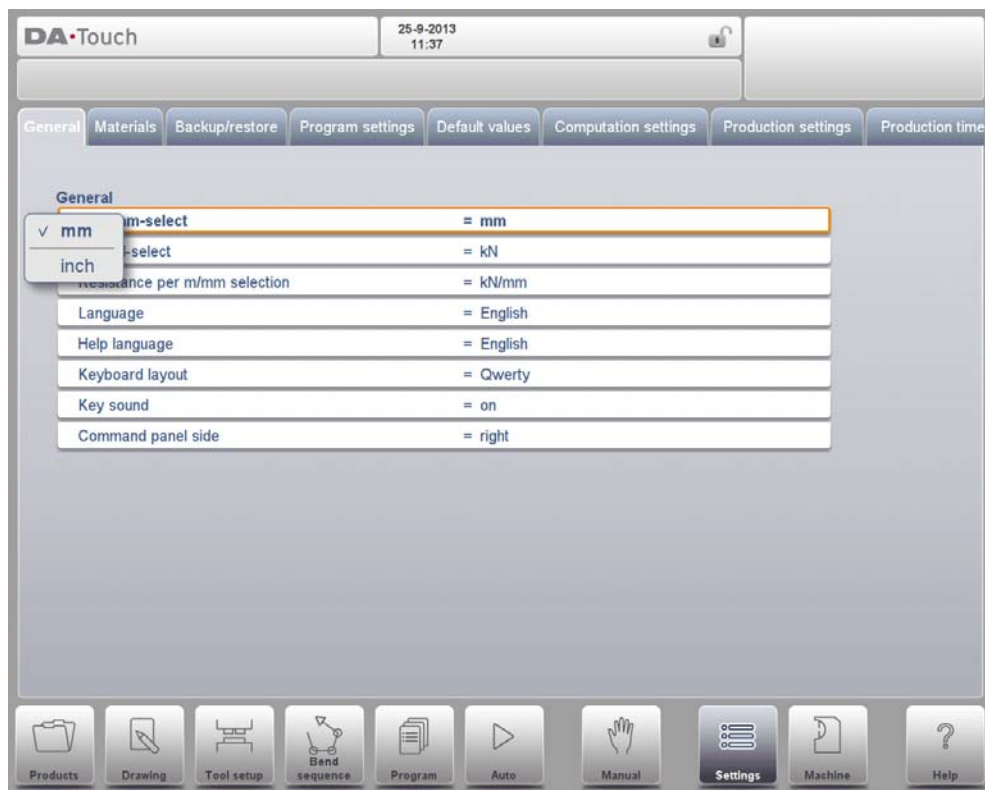 DA•Touch
25-9-2013
11:37
General Materials Backup/restore Program settings Default values Computation settings Production settings Production time
General
mm-select = mm
-select = kN
Resistance per m/mm selection = kN/mm
Language = English
Help language = English
Keyboard layout = Qwerty
Key sound = on
Command panel side = right
✓ mm
inch
Products Drawing Tool setup Bend sequence Program Auto Manual Settings Machine Help